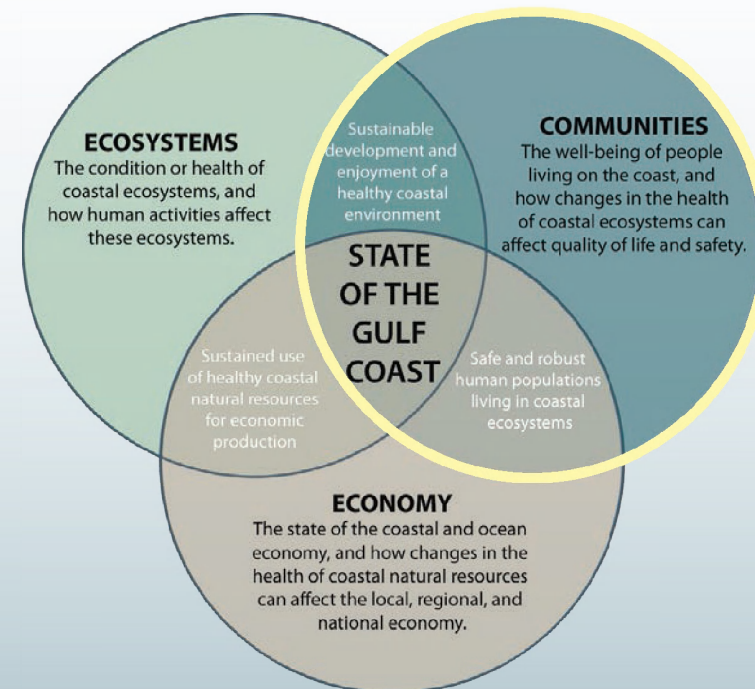 ECOSYSTEMS
The condition or health of
coastal ecosystems, and
how human activities affect
these ecosystems.
Sustainable
development and
enjoyment of a
healthy coastal
environment
COMMUNITIES
The well-being of people
living on the coast, and
how changes in the health
of coastal ecosystems can
affect quality of life and safety.
STATE
OF THE
GULF
COAST
Sustained use
of healthy coastal
natural resources
for economic
production
Safe and robust
human populations
living in coastal
ecosystems
ECONOMY
The state of the coastal and ocean
economy, and how changes in the
health of coastal natural resources
can affect the local, regional, and
national economy.